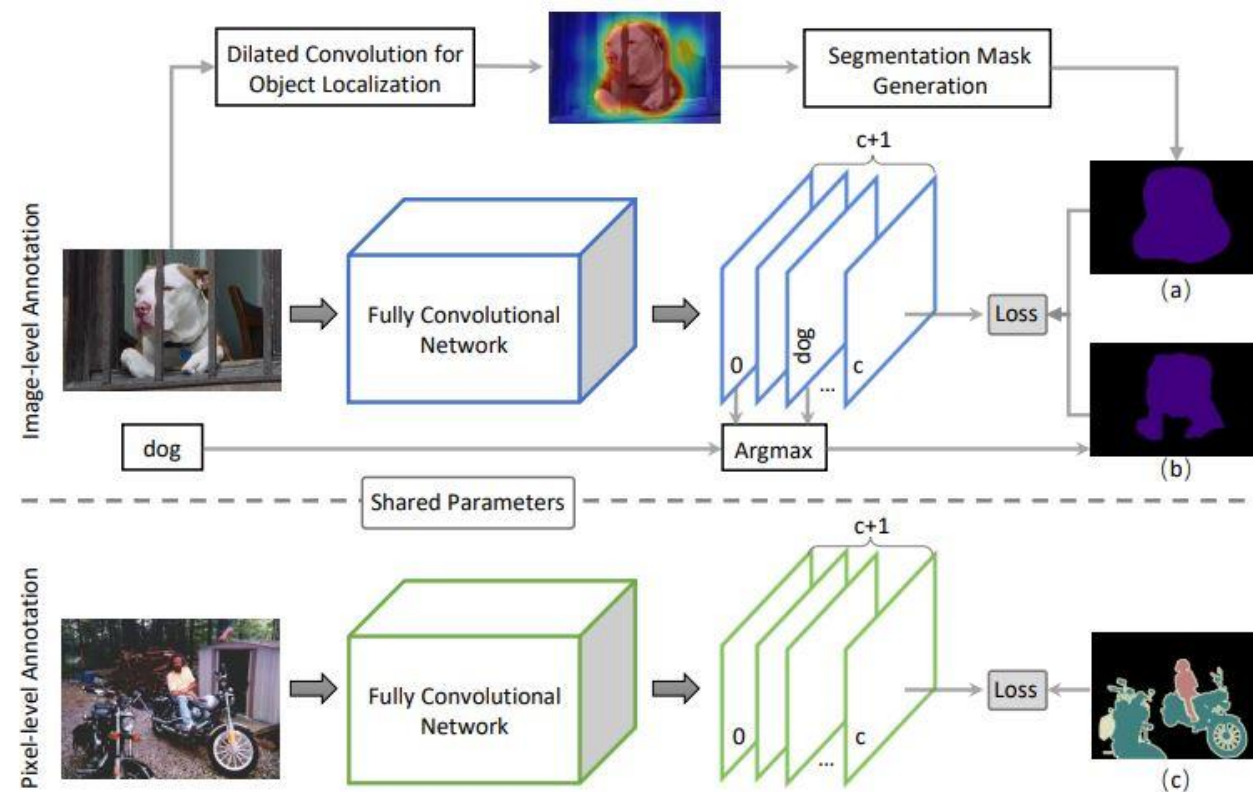 Dilated Convolution for
Object Localization
Segmentation Mask
Generation
c+1
Image-level Annotation
Fully Convolutional
Network
0
dog
...
c
Loss
(a)
dog
Argmax
(b)
Shared Parameters
c+1
Pixel-level Annotation
Fully Convolutional
Network
0
...
c
Loss
(c)